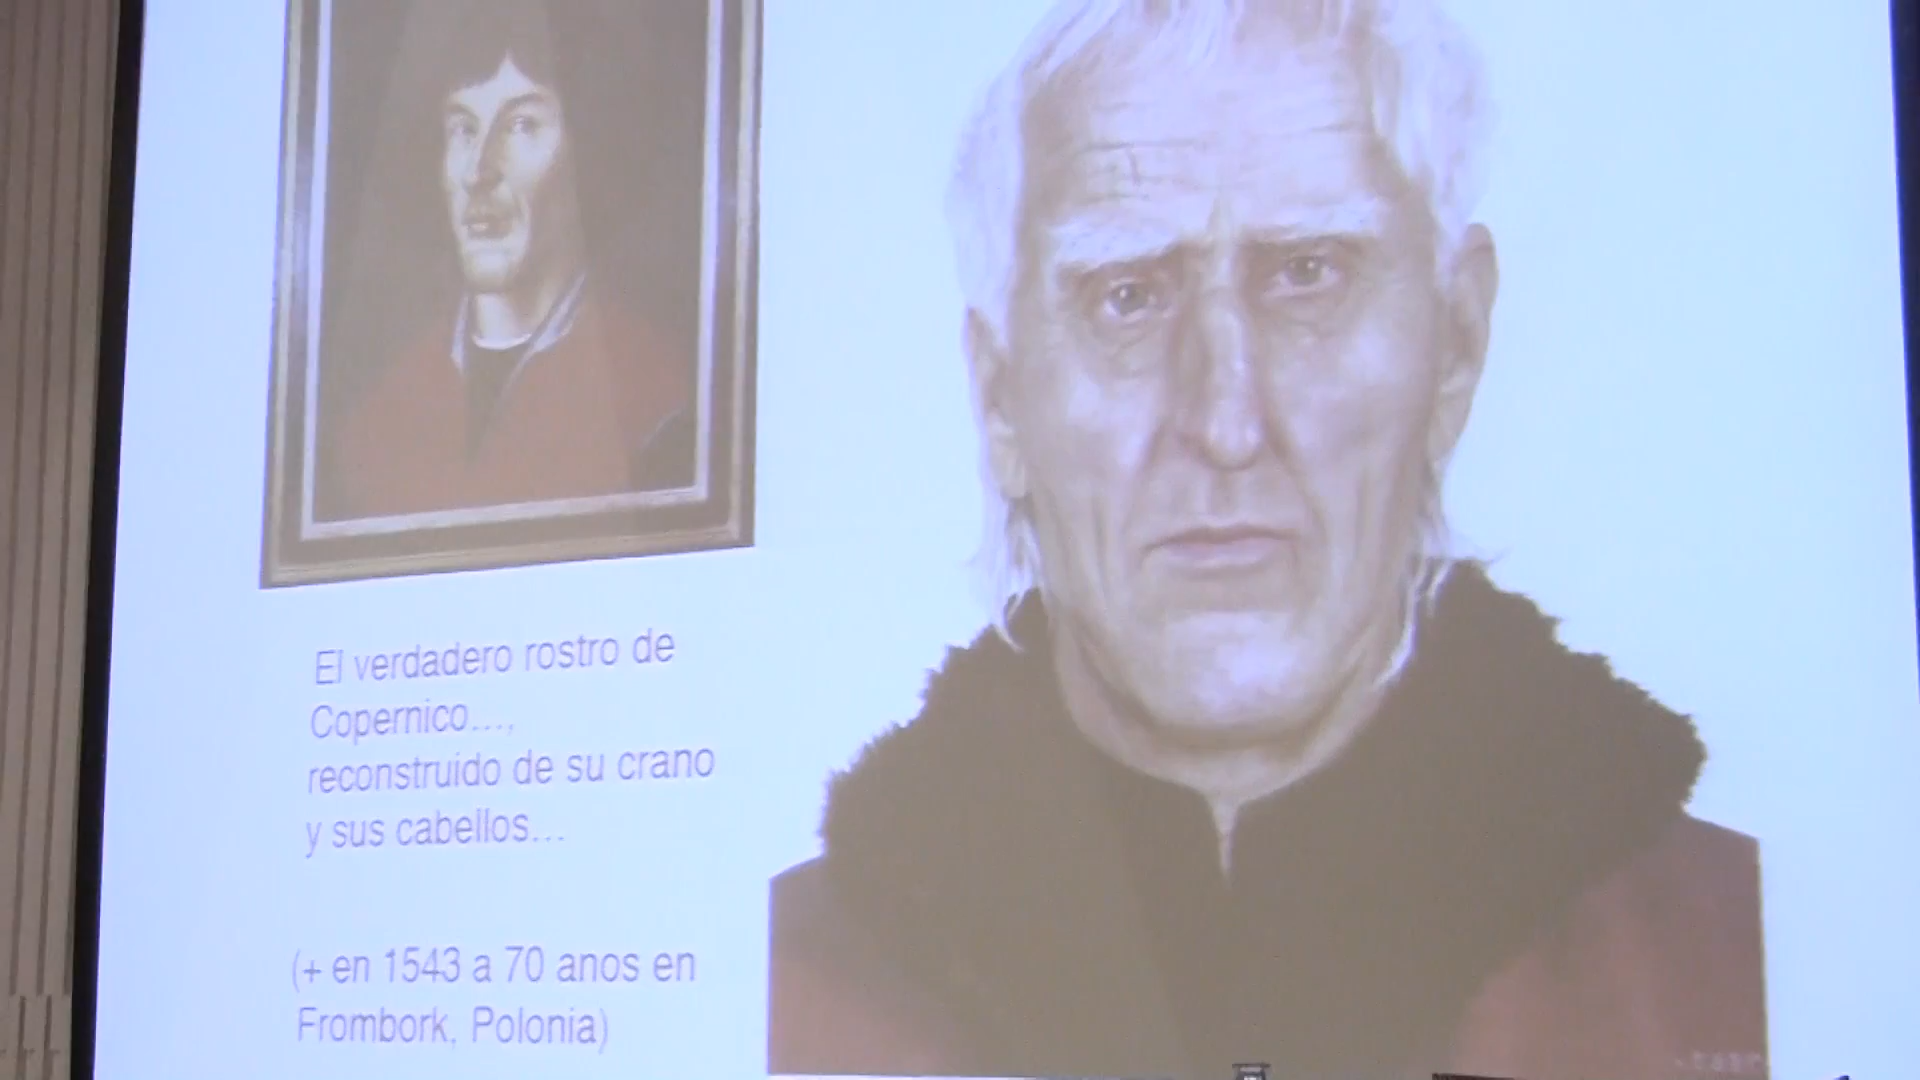 El verdadero rostro de
Copernico...,
reconstruido de su crano
y sus cabellos...
(+ en 1543 a 70 anos en
Frombork, Polonia)